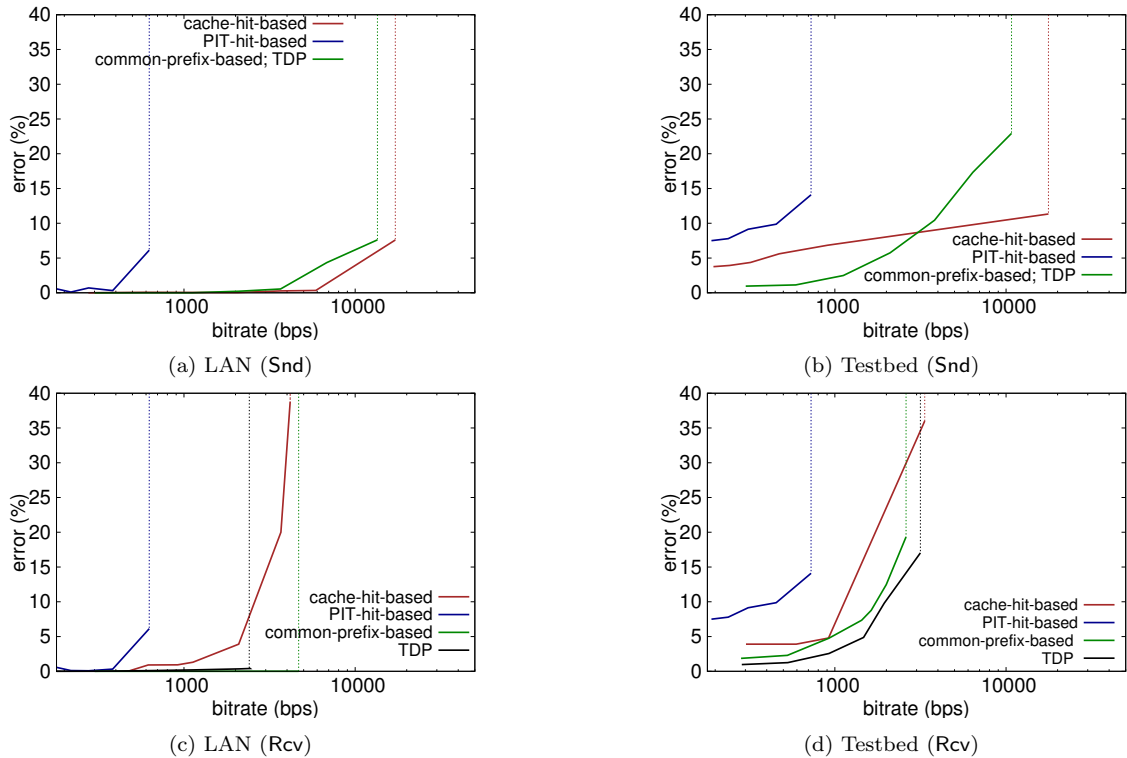 40
35
30
25
20
15
10
5
0
error (%)
1000 10000
bitrate (bps)
cache-hit-based
PIT-hit-based
common-prefix-based; TDP
(a) LAN (Snd)
40
35
30
25
20
15
10
5
0
error (%)
1000 10000
bitrate (bps)
cache-hit-based
PIT-hit-based
common-prefix-based; TDP
(b) Testbed (Snd)
40
35
30
25
20
15
10
5
0
error (%)
1000 10000
bitrate (bps)
cache-hit-based
PIT-hit-based
common-prefix-based
TDP
(c) LAN (Rcv)
40
35
30
25
20
15
10
5
0
error (%)
1000 10000
bitrate (bps)
cache-hit-based
PIT-hit-based
common-prefix-based
TDP
(d) Testbed (Rcv)